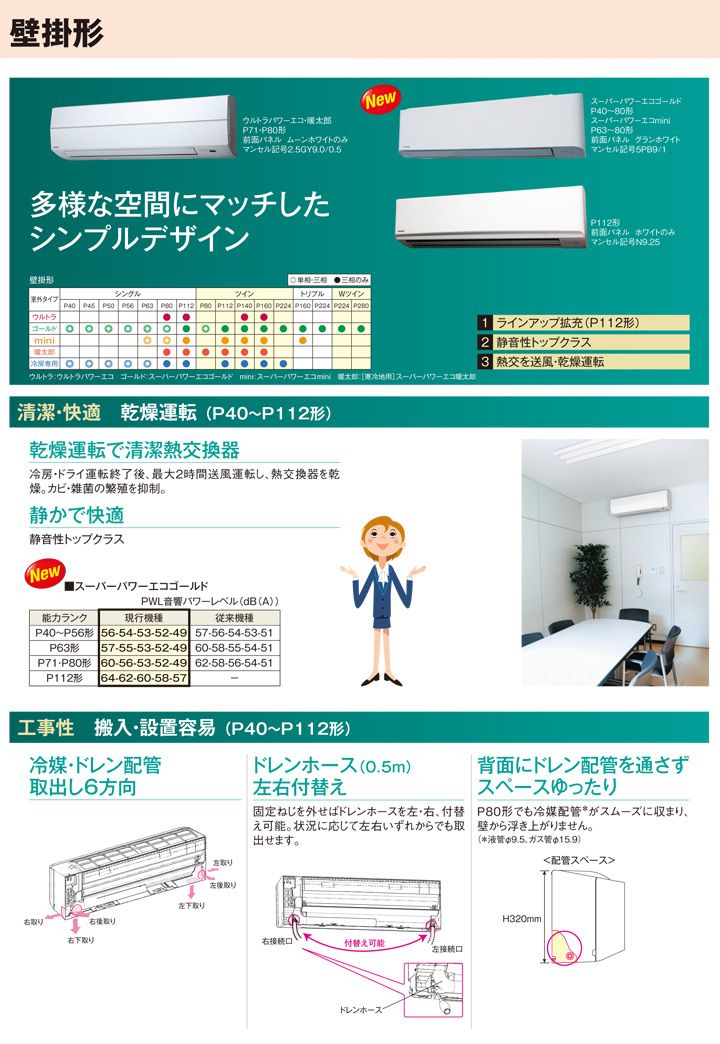 壁掛形
New
ウルトラパワーエコ・暖太郎
P71・P80形
前面パネル ムーンホワイトのみ
マンセル記号2.5GY9.0/0.5
スーパーパワーエコゴールド
P40～80形
スーパーパワーエコmini
P63～80形
前面パネル グランホワイト
マンセル記号5PB9/1
多様な空間にマッチした
シンプルデザイン
P112形
前面パネル ホワイトのみ
マンセル記号N9.25
壁掛形
◎単相・三相 ●三相のみ
室外タイプ シングル ツイン トリプル Wツイン
P40 P45 P50 P56 P63 P80 P112 P80 P112 P140 P160 P224 P160 P224 P224 P280
ウルトラ ● ● ● ●
ゴールド ◎ ◎ ◎ ◎ ◎ ◎ ● ◎ ● ● ● ● ● ● ● ●
mini ◎ ◎ ● ● ● ● ●
暖太郎 ● ● ● ● ● ●
冷房専用 ◎ ◎ ◎ ◎ ◎ ◎ ● ● ● ● ●
ウルトラ:ウルトラパワーエコ ゴールド:スーパーパワーエコゴールド mini:スーパーパワーエコmini 暖太郎:[寒冷地用]スーパーパワーエコ暖太郎
1 ラインアップ拡充(P112形)
2 静音性トップクラス
3 熱交を送風・乾燥運転
清潔・快適 乾燥運転(P40～P112形)
乾燥運転で清潔熱交換器
冷房・ドライ運転終了後、最大2時間送風運転し、熱交換器を乾
燥。カビ・雑菌の繁殖を抑制。
静かで快適
静音性トップクラス
New
■スーパーパワーエコゴールド
PWL音響パワーレベル(dB(A))
能力ランク 現行機種 従来機種
P40～P56形 56-54-53-52-49 57-56-54-53-51
P63形 57-55-53-52-49 60-58-55-54-51
P71・P80形 60-56-53-52-49 62-58-56-54-51
P112形 64-62-60-58-57 －
工事性 搬入・設置容易(P40～P112形)
冷媒・ドレン配管
取出し6方向
左取り
左後取り
左下取り
右取り
右後取り
右下取り
ドレンホース(0.5m)
左右付替え
固定ねじを外せばドレンホースを左・右、付替
え可能。状況に応じて左右いずれからでも取
出せます。
右接続口
付替え可能
左接続口
ドレンホース
背面にドレン配管を通さず
スペースゆったり
P80形でも冷媒配管*がスムーズに収まり、
壁から浮き上がりません。
(*液管φ9.5、ガス管φ15.9)
<配管スペース>
H320mm